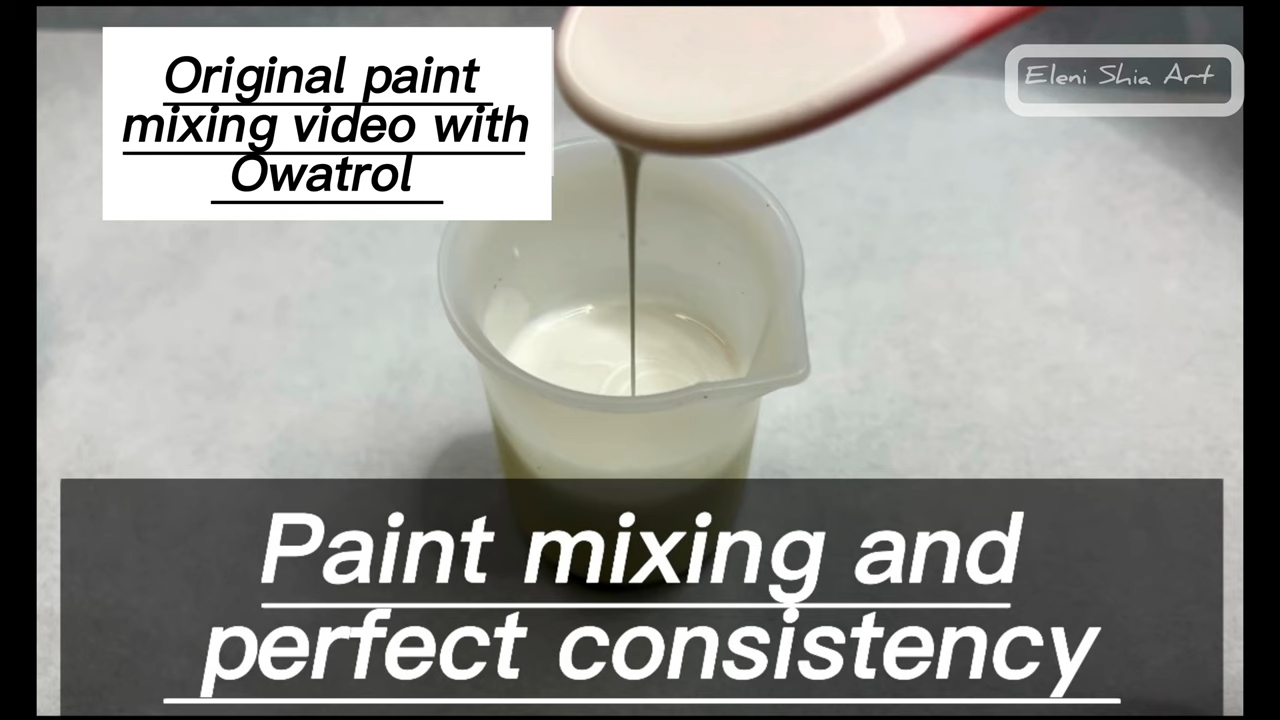 Original paint
mixing video with
Owatrol
Eleni Shia Art
Paint mixing and
perfect consistency